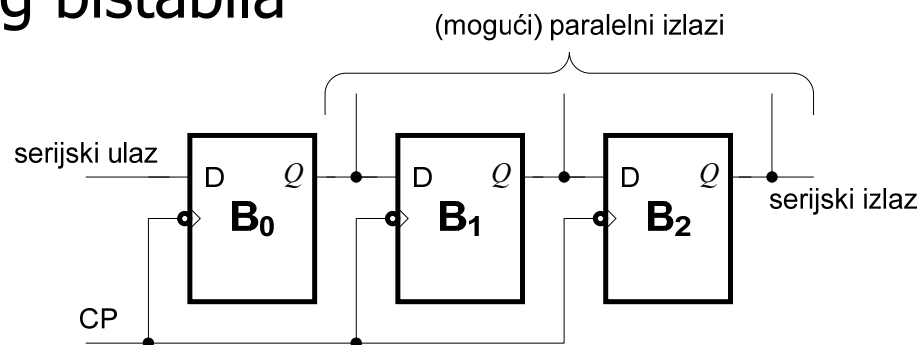 g bistabila
(mogući) paralelni izlazi
serijski ulaz
D Q D Q D Q
serijski izlaz
B0 B1 B2
CP